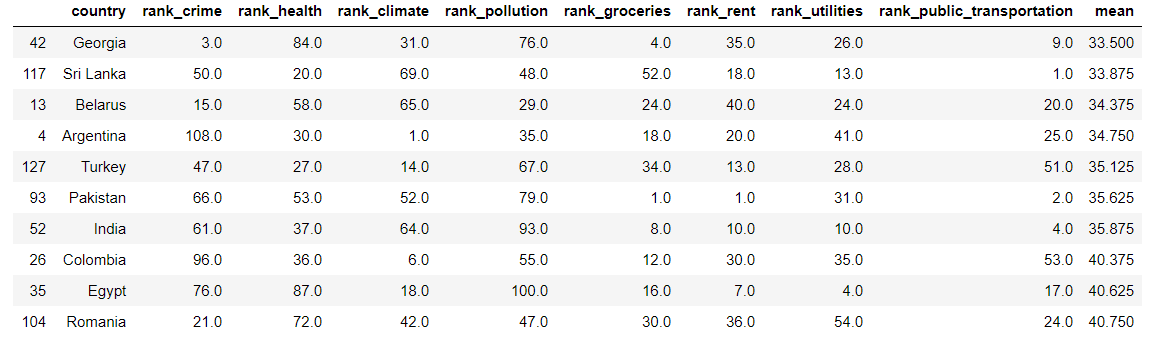 country rank_crime rank_health rank_climate rank_pollution rank_groceries rank_rent rank_utilities rank_public_transportation mean
42 Georgia 3.0 84.0 31.0 76.0 4.0 35.0 26.0 9.0 33.500
117 Sri Lanka 50.0 20.0 69.0 48.0 52.0 18.0 13.0 1.0 33.875
13 Belarus 15.0 58.0 65.0 29.0 24.0 40.0 24.0 20.0 34.375
4 Argentina 108.0 30.0 1.0 35.0 18.0 20.0 41.0 25.0 34.750
127 Turkey 47.0 27.0 14.0 67.0 34.0 13.0 28.0 51.0 35.125
93 Pakistan 66.0 53.0 52.0 79.0 1.0 1.0 31.0 2.0 35.625
52 India 61.0 37.0 64.0 93.0 8.0 10.0 10.0 4.0 35.875
26 Colombia 96.0 36.0 6.0 55.0 12.0 30.0 35.0 53.0 40.375
35 Egypt 76.0 87.0 18.0 100.0 16.0 7.0 4.0 17.0 40.625
104 Romania 21.0 72.0 42.0 47.0 30.0 36.0 54.0 24.0 40.750